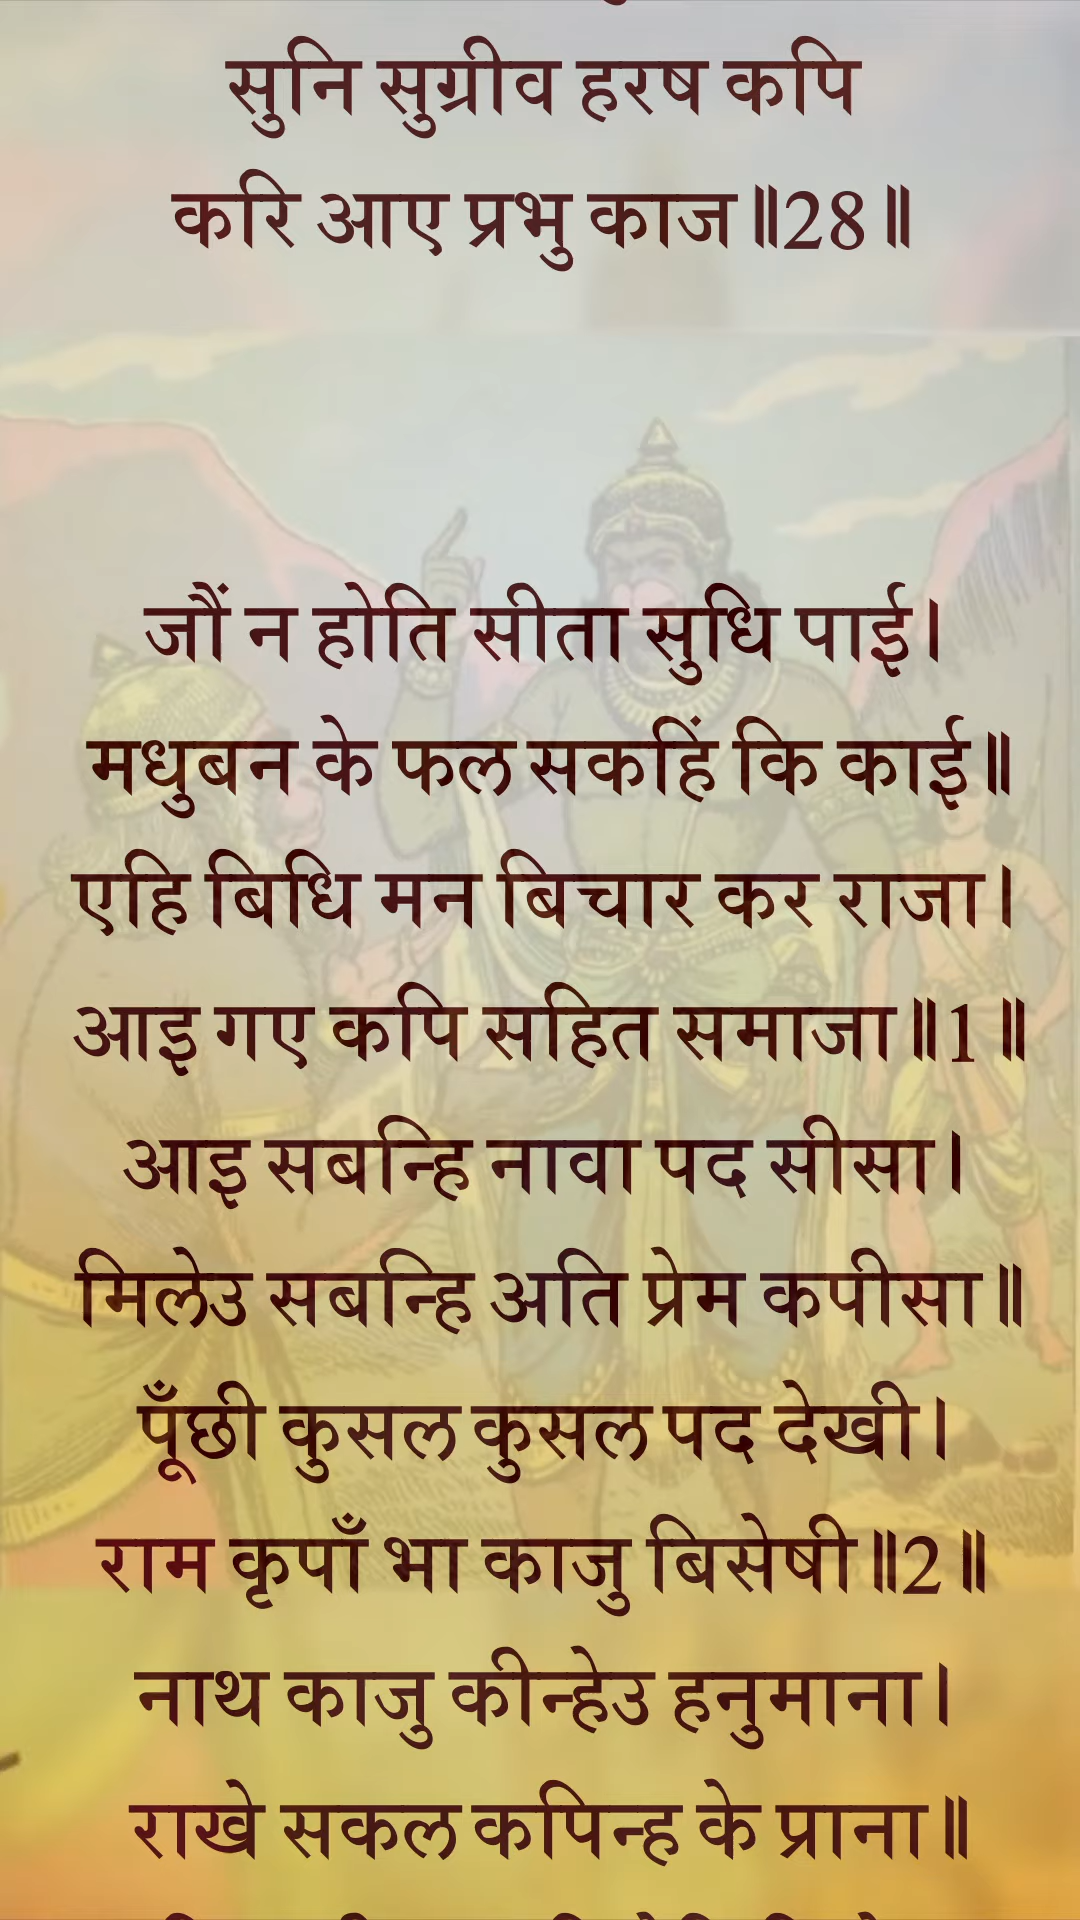 सुनि सुग्रीव हरष कपि
करि आए प्रभु काज॥28॥
जौं न होति सीता सुधि पाई।
मधुबन के फल सकहिं कि काई॥
एहि बिधि मन बिचार कर राजा।
आइ गए कपि सहित समाजा॥1॥
आइ सबन्हि नावा पद सीसा।
मिलेउ सबन्हि अति प्रेम कपीसा॥
पूँछी कुसल कुसल पद देखी।
राम कृपाँ भा काजु बिसेषी॥2॥
नाथ काजु कीन्हेउ हनुमाना।
राखे सकल कपिन्ह के प्राना॥